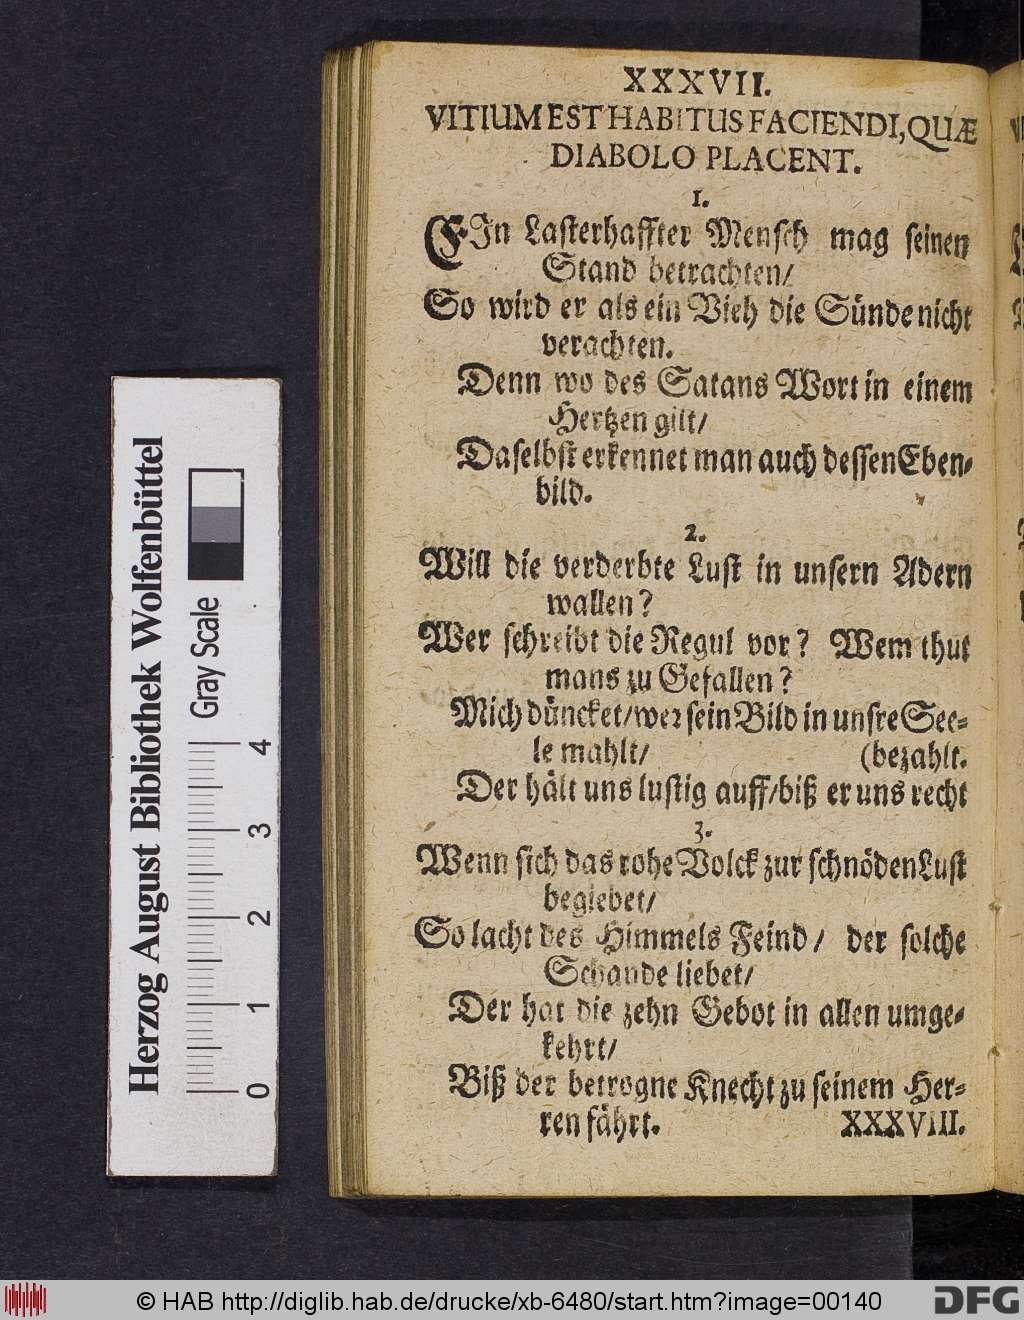 XXXVII.
VITIUM EST HABITUS FACIENDI, QUÆ
DIABOLO PLACENT.
1.
EIn Lasterhaffter Mensch mag seinen
Stand betrachten/
So wird er als ein Vieh die Sünde nicht
verachten.
Denn wo des Satans Wort in einem
Hertzen gilt/
Daselbst erkennet man auch dessen Eben-
bild.
2.
Will die verderbte Lust in unsern Adern
wallen?
Wer schreibt die Regul vor? Wem thut
mans zu Gefallen?
Mich düncket/wer sein Bild in unsre See-
le mahlt/ (bezahlt.
Der hält uns lustig auff/biß er uns recht
3.
Wenn sich das rohe Volck zur schnöden Lust
begiebet/
So lacht des Himmels Feind/ der solche
Schande liebet/
Der hat die zehn Gebot in allen umge-
kehrt/
Biß der betrogne Knecht zu seinem Her-
ren fährt. XXXVIII.
Herzog August Bibliothek Wolfenbüttel
Gray Scale
0 1 2 3 4
© HAB http://diglib.hab.de/drucke/xb-6480/start.htm?image=00140
DFG